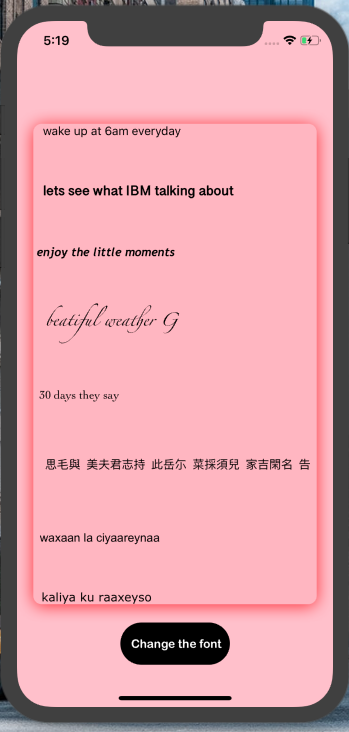 5:19
wake up at 6am everyday
lets see what IBM talking about
enjoy the little moments
beatiful weather G
30 days they say
思毛與 美夫君志持 此岳尔 菜採須兒 家吉閑名 告
waxaan la ciyaareynaa
kaliya ku raaxeyso
Change the font